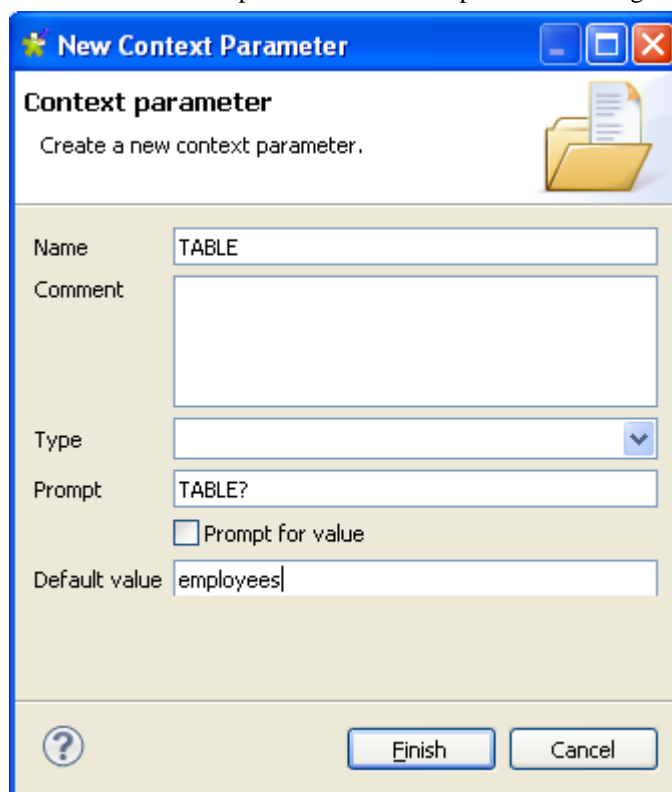 New Context Parameter
Context parameter
Create a new context parameter.
Name TABLE
Comment
Type
Prompt TABLE?
Prompt for value
Default value employees
? Finish Cancel